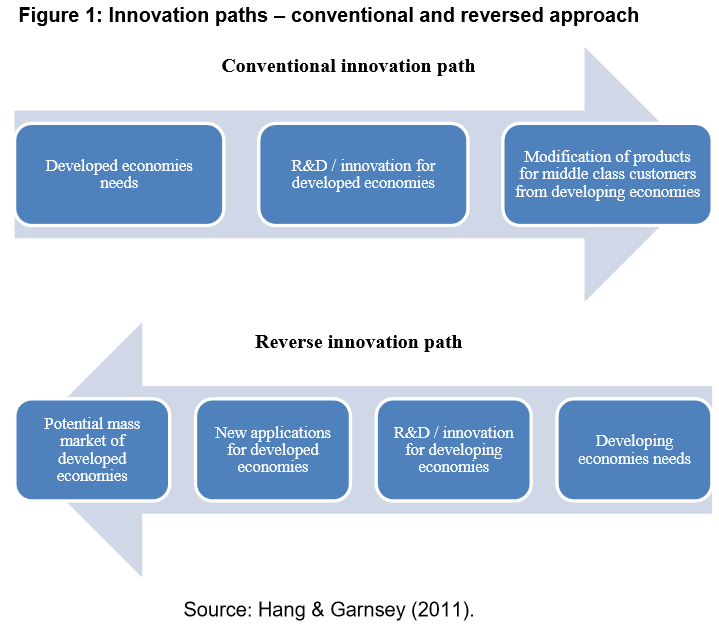 Figure 1: Innovation paths – conventional and reversed approach
Conventional innovation path
Developed economies
needs
R&D / innovation for
developed economies
Modification of products
for middle class customers
from developing economies
Reverse innovation path
Potential mass
market of
developed
economies
New applications
for developed
economies
R&D / innovation
for developing
economies
Developing
economies needs
Source: Hang & Garnsey (2011).